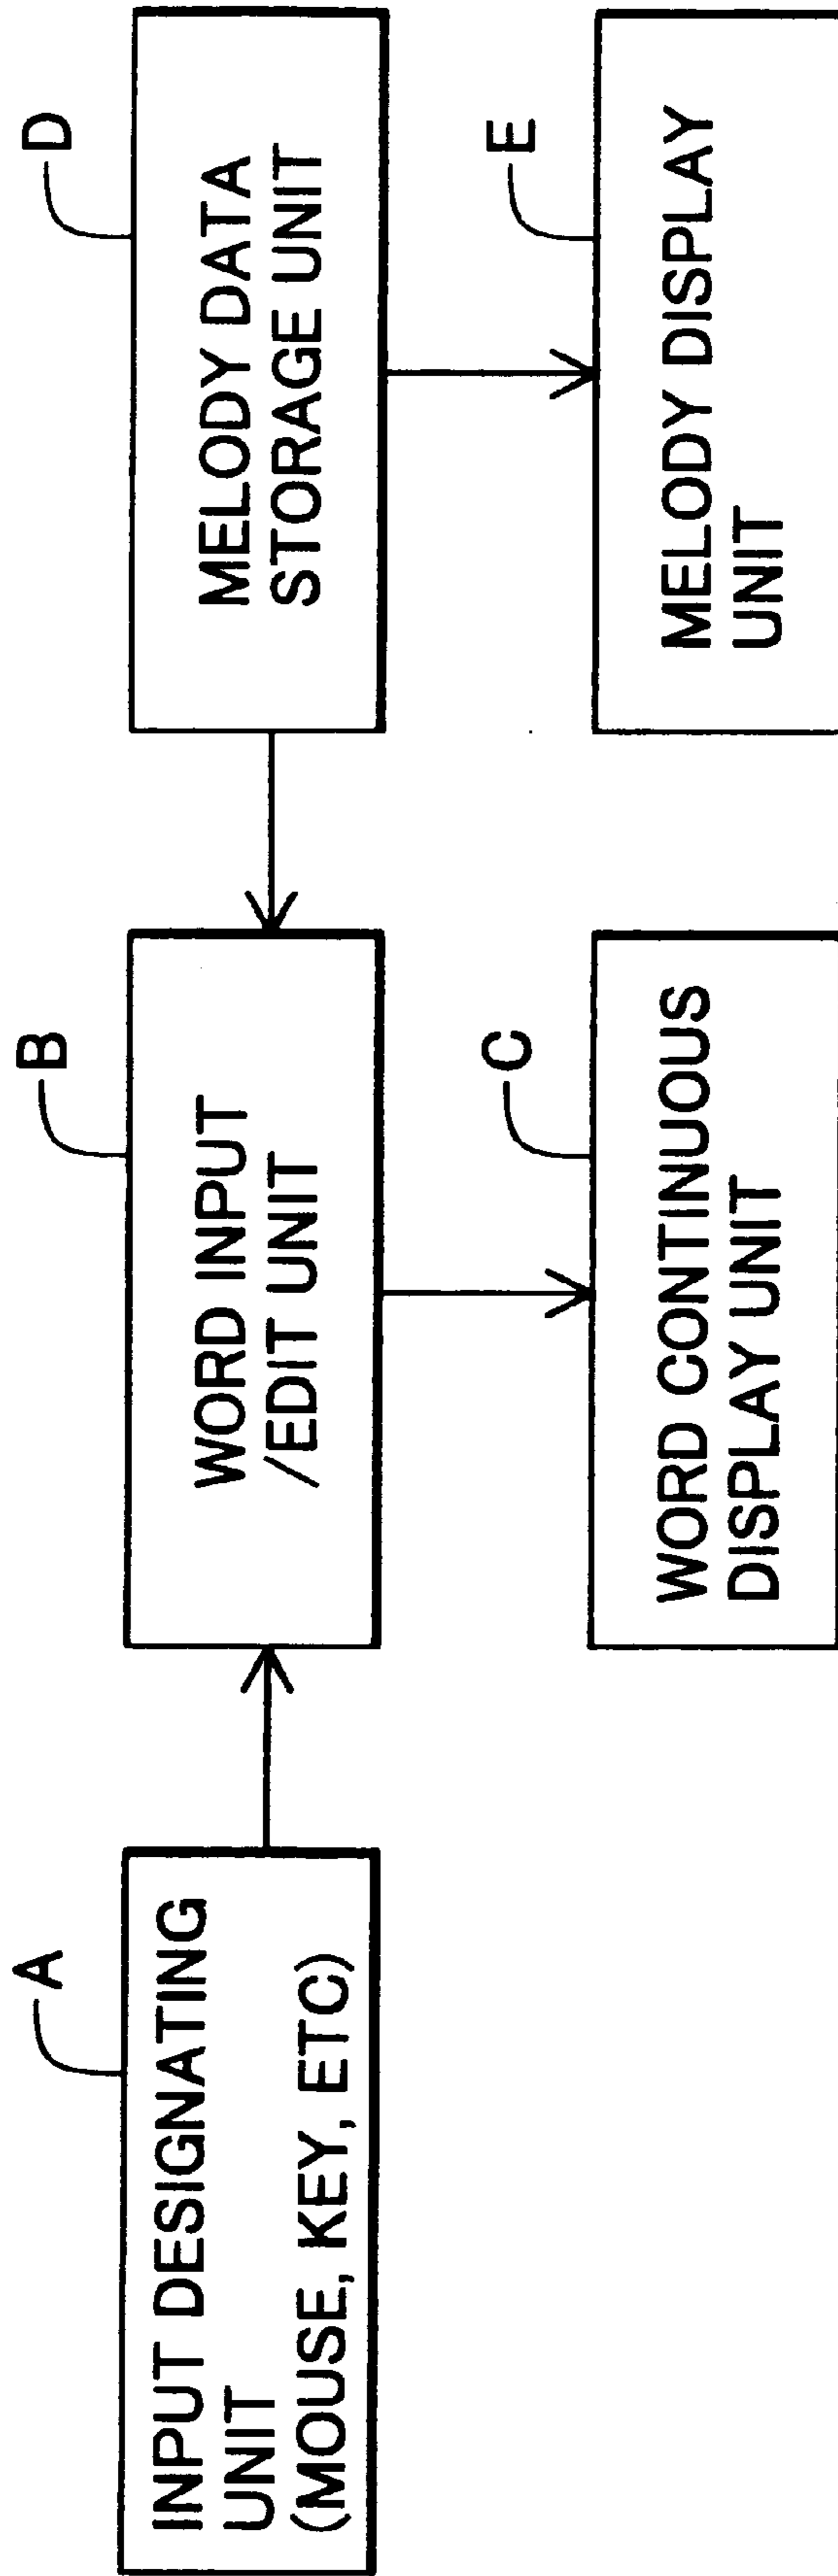 A
INPUT DESIGNATING
UNIT
(MOUSE, KEY, ETC)
B
WORD INPUT
/EDIT UNIT
D
MELODY DATA
STORAGE UNIT
C
WORD CONTINUOUS
DISPLAY UNIT
E
MELODY DISPLAY
UNIT